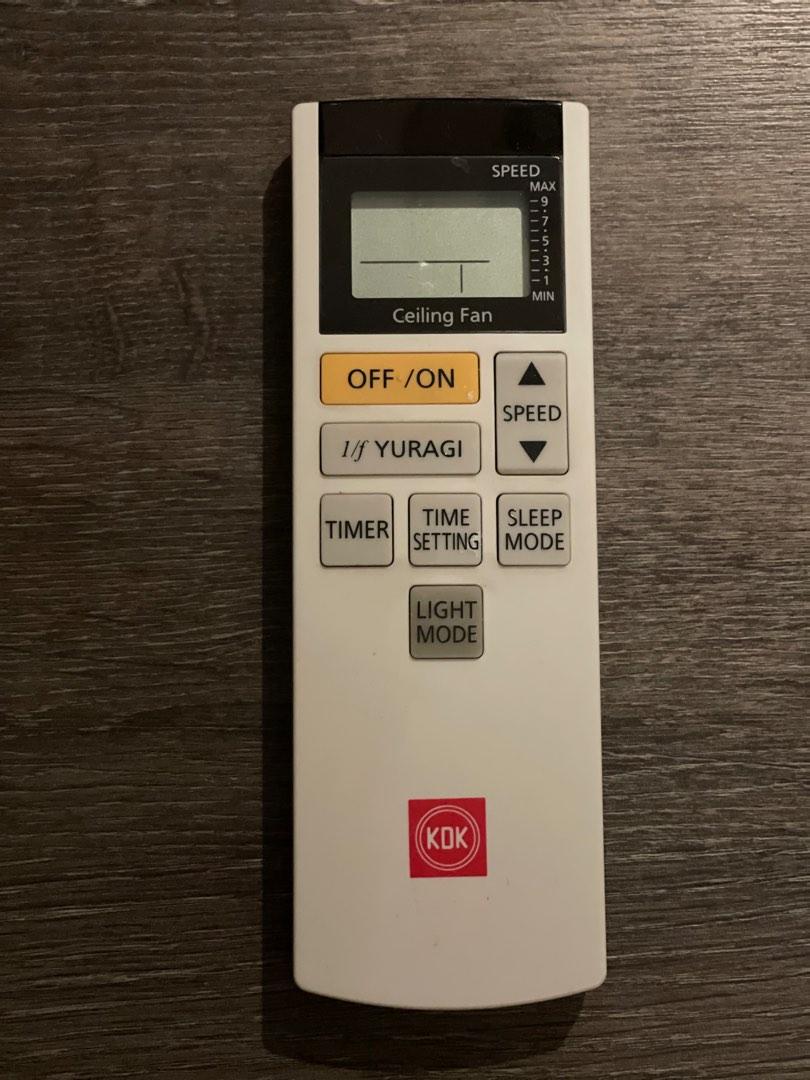 SPEED
MAX
9
7
5
3
1
MIN
Ceiling Fan
OFF /ON
SPEED
1/f YURAGI
TIMER
TIME
SETTING
SLEEP
MODE
LIGHT
MODE
KDK